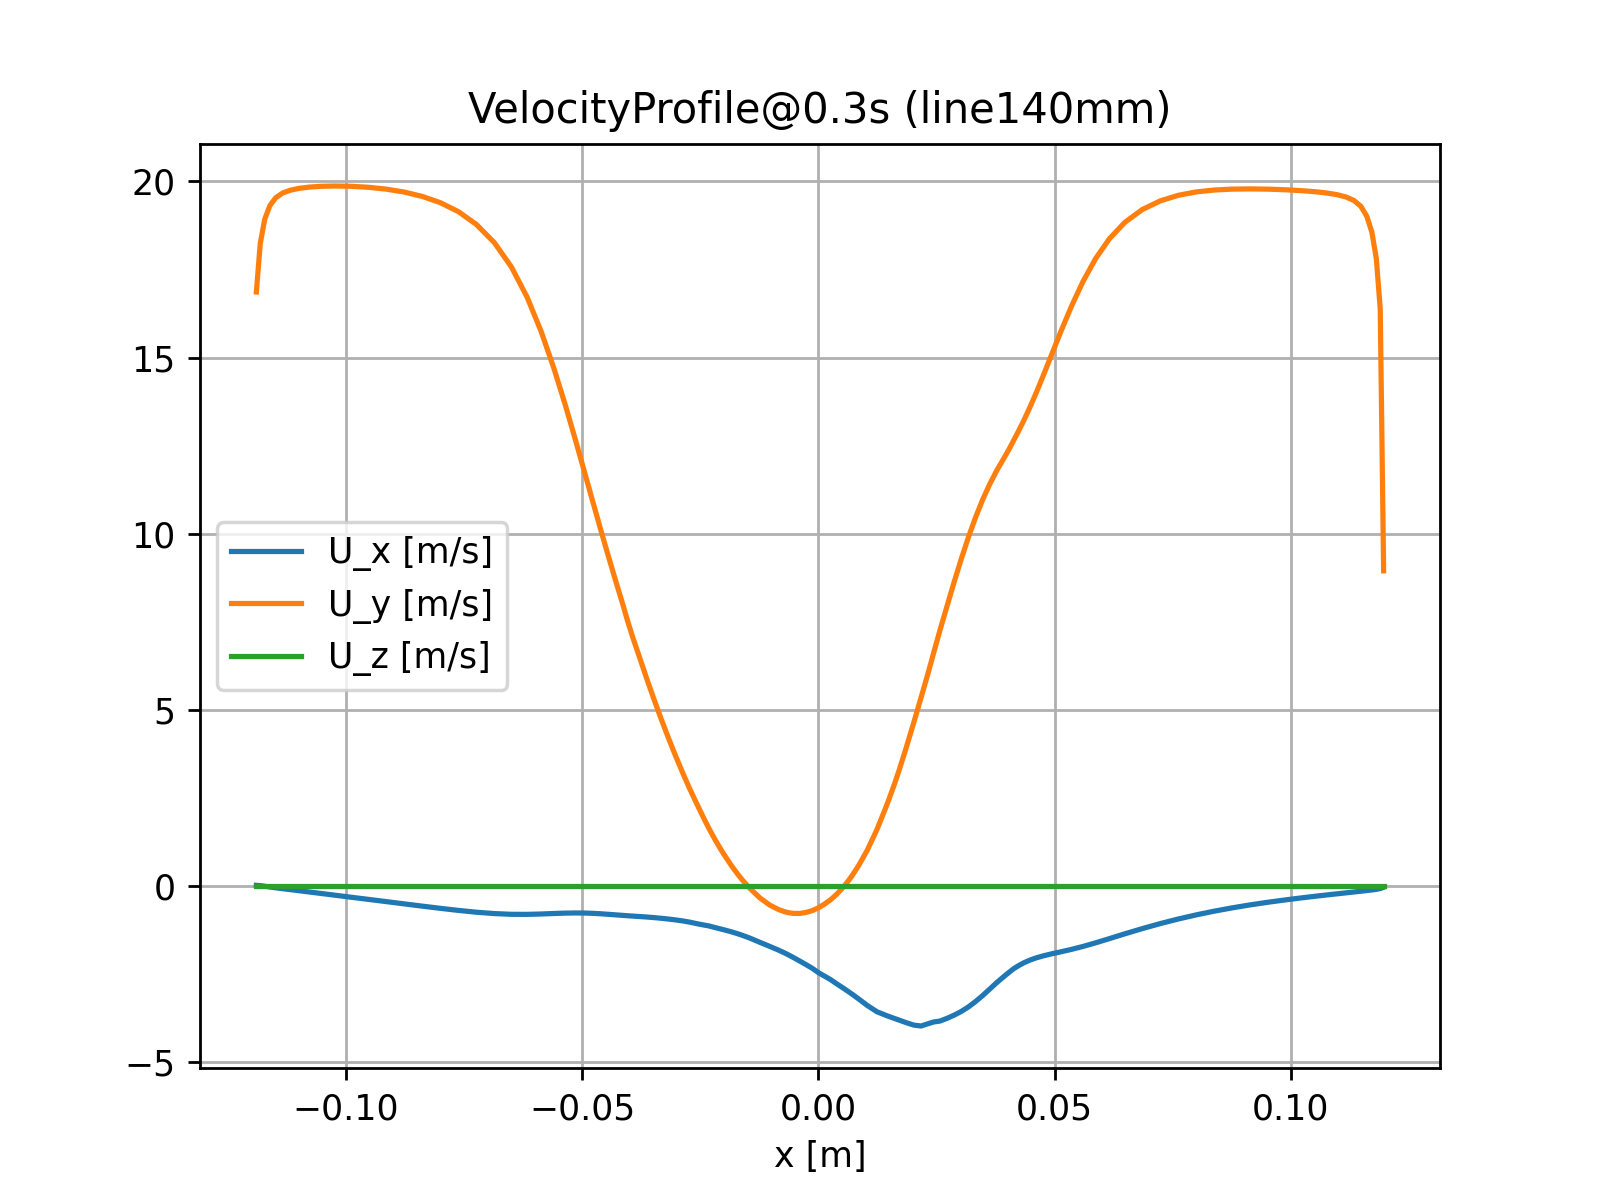 VelocityProfile@0.3s (line140mm)
20
15
10
5
0
−5
U_x [m/s]
U_y [m/s]
U_z [m/s]
−0.10 −0.05 0.00 0.05 0.10
x [m]